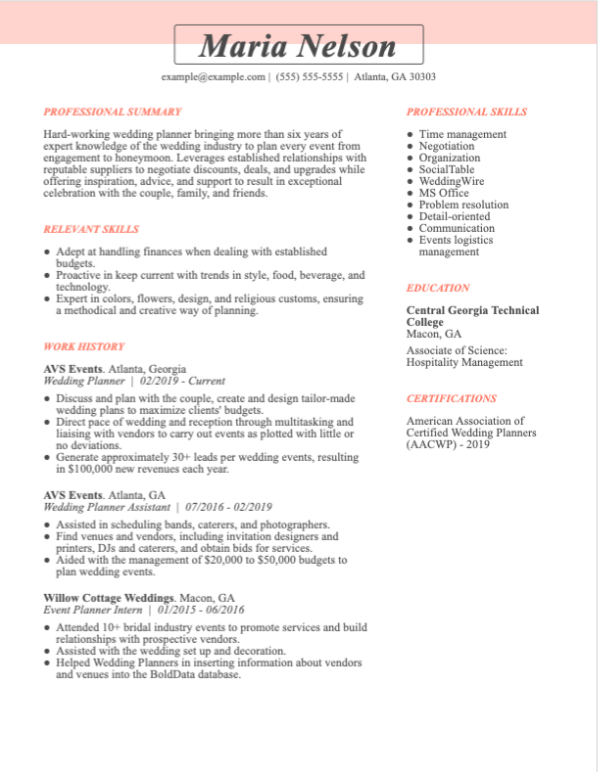 Maria Nelson
example@example.com | (555) 555-5555 | Atlanta, GA 30303
PROFESSIONAL SUMMARY
Hard-working wedding planner bringing more than six years of
expert knowledge of the wedding industry to plan every event from
engagement to honeymoon. Leverages established relationships with
reputable suppliers to negotiate discounts, deals, and upgrades while
offering inspiration, advice, and support to result in exceptional
celebration with the couple, family, and friends.
RELEVANT SKILLS
● Adept at handling finances when dealing with established
budgets.
● Proactive in keep current with trends in style, food, beverage, and
technology.
● Expert in colors, flowers, design, and religious customs, ensuring
a methodical and creative way of planning.
WORK HISTORY
AVS Events. Atlanta, Georgia
Wedding Planner | 02/2019 - Current
● Discuss and plan with the couple, create and design tailor-made
wedding plans to maximize clients' budgets.
● Direct pace of wedding and reception through multitasking and
liaising with vendors to carry out events as plotted with little or
no deviations.
● Generate approximately 30+ leads per wedding events, resulting
in $100,000 new revenues each year.
AVS Events. Atlanta, GA
Wedding Planner Assistant | 07/2016 - 02/2019
● Assisted in scheduling bands, caterers, and photographers.
● Find venues and vendors, including invitation designers and
printers, DJs and caterers, and obtain bids for services.
● Aided with the management of $20,000 to $50,000 budgets to
plan wedding events.
Willow Cottage Weddings. Macon, GA
Event Planner Intern | 01/2015 - 06/2016
● Attended 10+ bridal industry events to promote services and build
relationships with prospective vendors.
● Assisted with the wedding set up and decoration.
● Helped Wedding Planners in inserting information about vendors
and venues into the BoldData database.
PROFESSIONAL SKILLS
● Time management
● Negotiation
● Organization
● SocialTable
● WeddingWire
● MS Office
● Problem resolution
● Detail-oriented
● Communication
● Events logistics
management
EDUCATION
Central Georgia Technical
College
Macon, GA
Associate of Science:
Hospitality Management
CERTIFICATIONS
American Association of
Certified Wedding Planners
(AACWP) - 2019